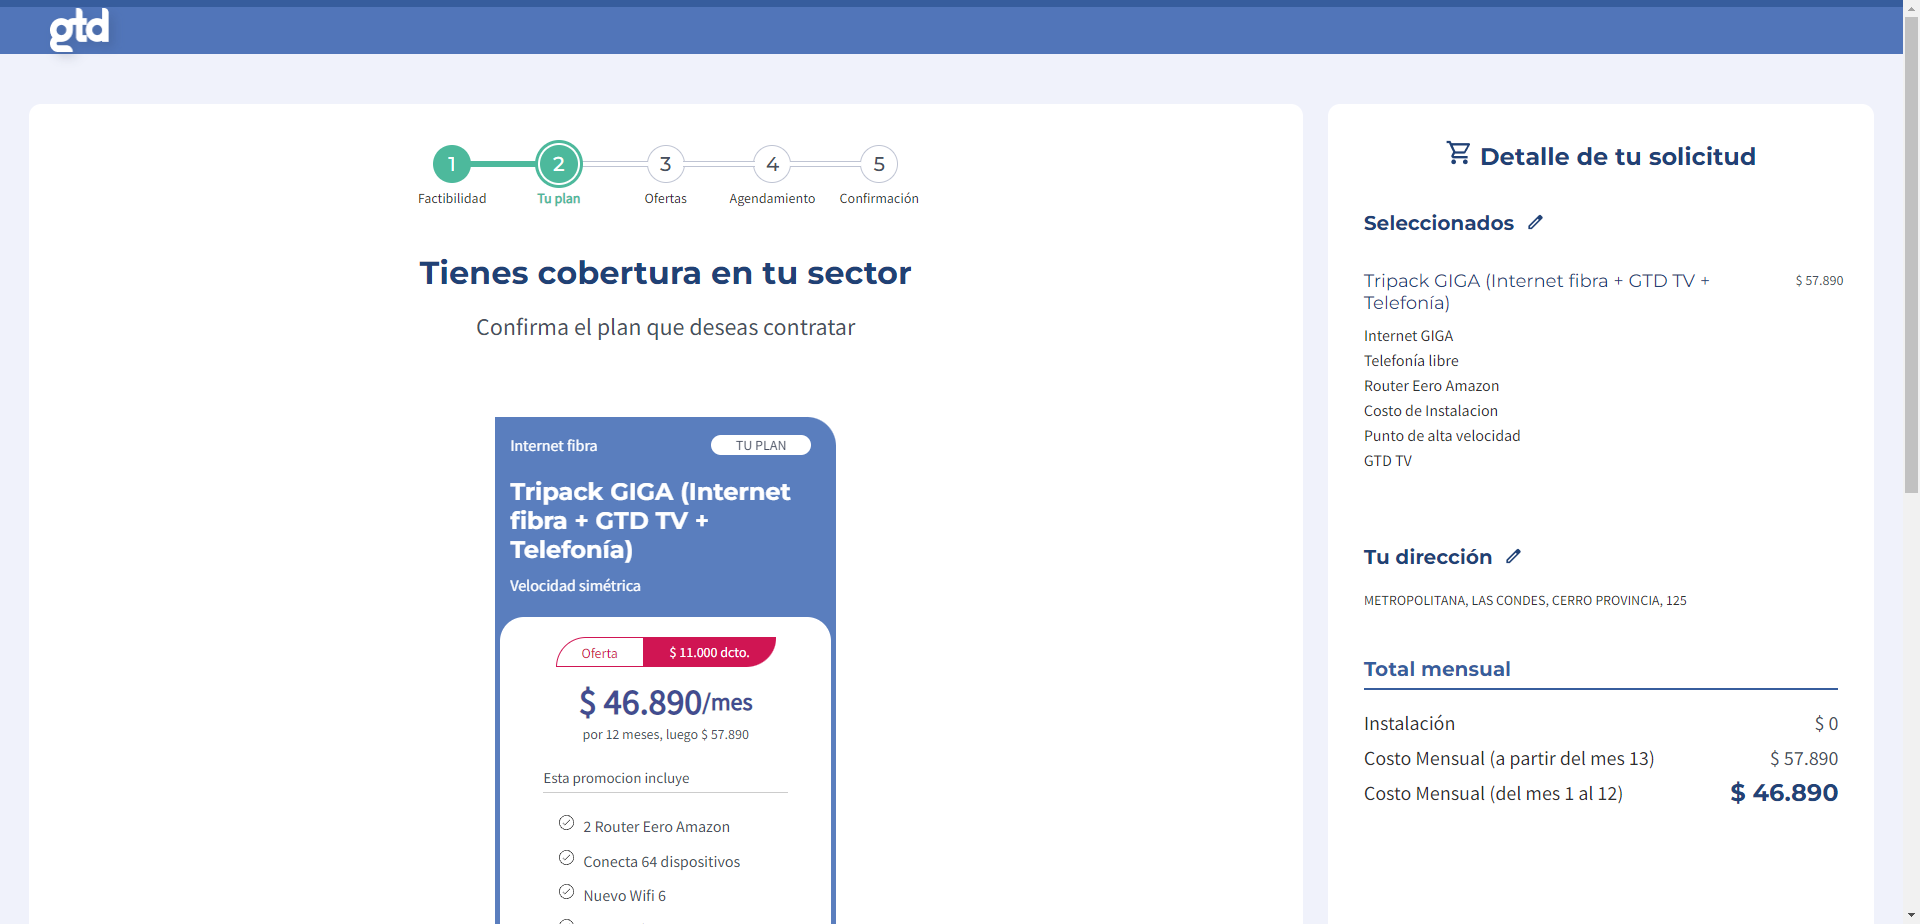 gtd
1
2
3
4
5
Factibilidad
Tu plan
Ofertas
Agendamiento
Confirmación
Tienes cobertura en tu sector
Confirma el plan que deseas contratar
Internet fibra
TU PLAN
Tripack GIGA (Internet
fibra + GTD TV +
Telefonía)
Velocidad simétrica
Oferta
$ 11.000 dcto.
$ 46.890/mes
por 12 meses, luego $ 57.890
Esta promocion incluye
2 Router Eero Amazon
Conecta 64 dispositivos
Nuevo Wifi 6
Detalle de tu solicitud
Seleccionados
Tripack GIGA (Internet fibra + GTD TV +
Telefonía)
$ 57.890
Internet GIGA
Telefonía libre
Router Eero Amazon
Costo de Instalacion
Punto de alta velocidad
GTD TV
Tu dirección
METROPOLITANA, LAS CONDES, CERRO PROVINCIA, 125
Total mensual
Instalación
$ 0
Costo Mensual (a partir del mes 13)
$ 57.890
Costo Mensual (del mes 1 al 12)
$ 46.890